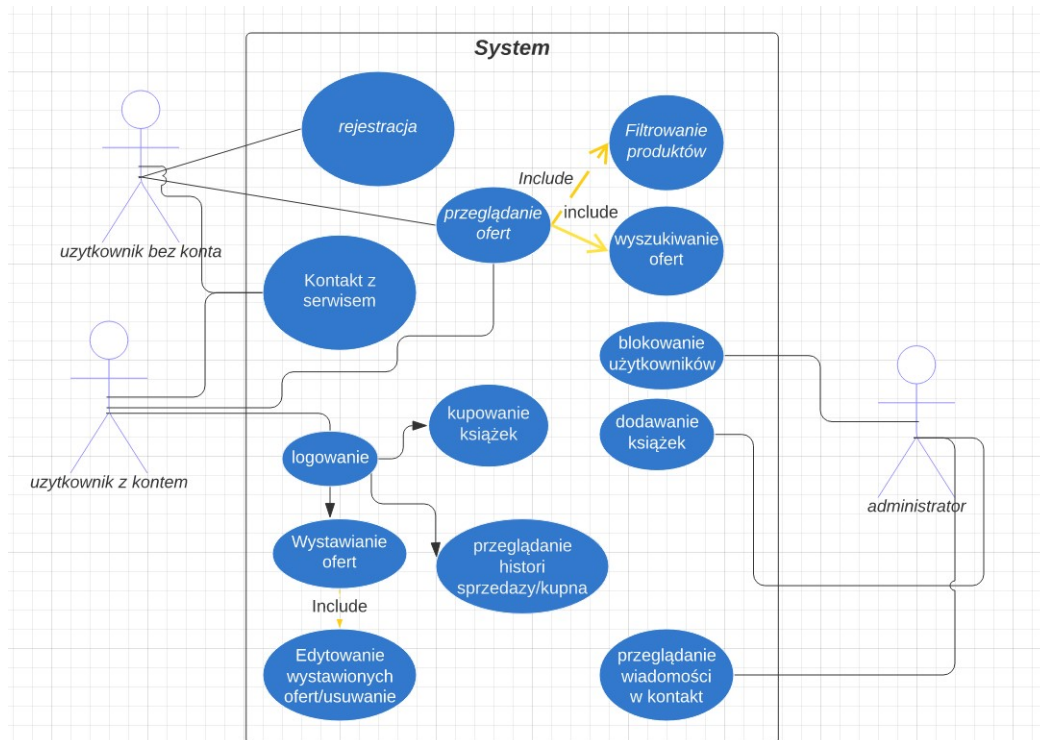 System
rejestracja
Filtrowanie
produktów
Include
include
przeglądanie
ofert
wyszukiwanie
ofert
uzytkownik bez konta
Kontakt z
serwisem
blokowanie
użytkowników
kupowanie
książek
dodawanie
książek
logowanie
uzytkownik z kontem
administrator
Wystawianie
ofert
przeglądanie
histori
sprzedazy/kupna
Include
Edytowanie
wystawionych
ofert/usuwanie
przeglądanie
wiadomości
w kontakt